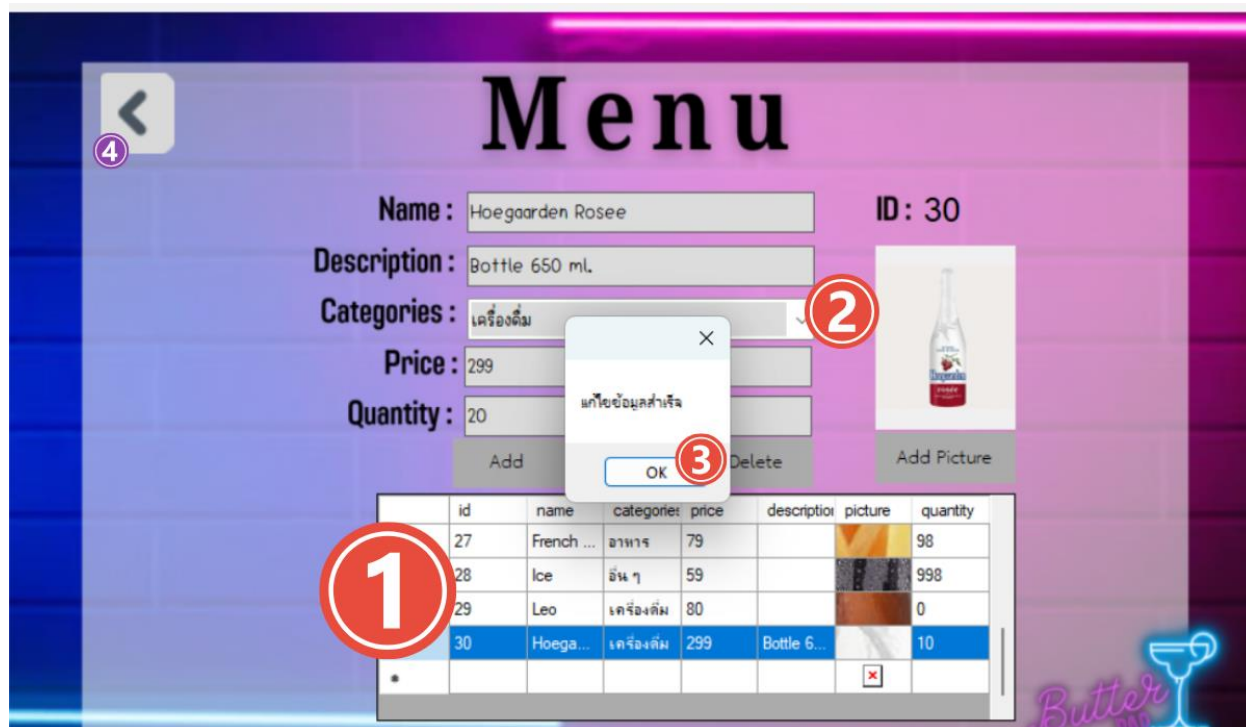 Menu
4
Name : Hoegaarden Rosee
ID : 30
Description : Bottle 650 ml.
Categories : เครื่องดื่ม
2
Price : 299
แก้ไขข้อมูลสำเร็จ
Quantity : 20
Add
OK
3
Delete
Add Picture
id name categories price description picture quantity
27 French ... อาหาร 79 98
1
28 Ice อื่น ๆ 59 998
29 Leo เครื่องดื่ม 80 0
30 Hoega... เครื่องดื่ม 299 Bottle 6... 10
Butter